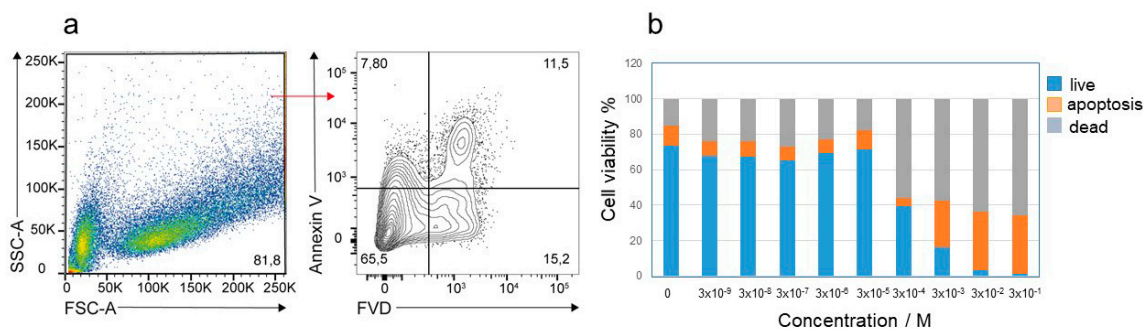 a
SSC-A
250K
200K
150K
100K
50K
0
81,8
0 50K 100K 150K 200K 250K
FSC-A
Annexin V
10⁵
10⁴
10³
0
7,80
11,5
65,5
15,2
0 10³ 10⁴ 10⁵
FVD
b
Cell viability %
120
100
80
60
40
20
0
0 3x10⁻⁹ 3x10⁻⁸ 3x10⁻⁷ 3x10⁻⁶ 3x10⁻⁵ 3x10⁻⁴ 3x10⁻³ 3x10⁻² 3x10⁻¹
Concentration / M
live
apoptosis
dead